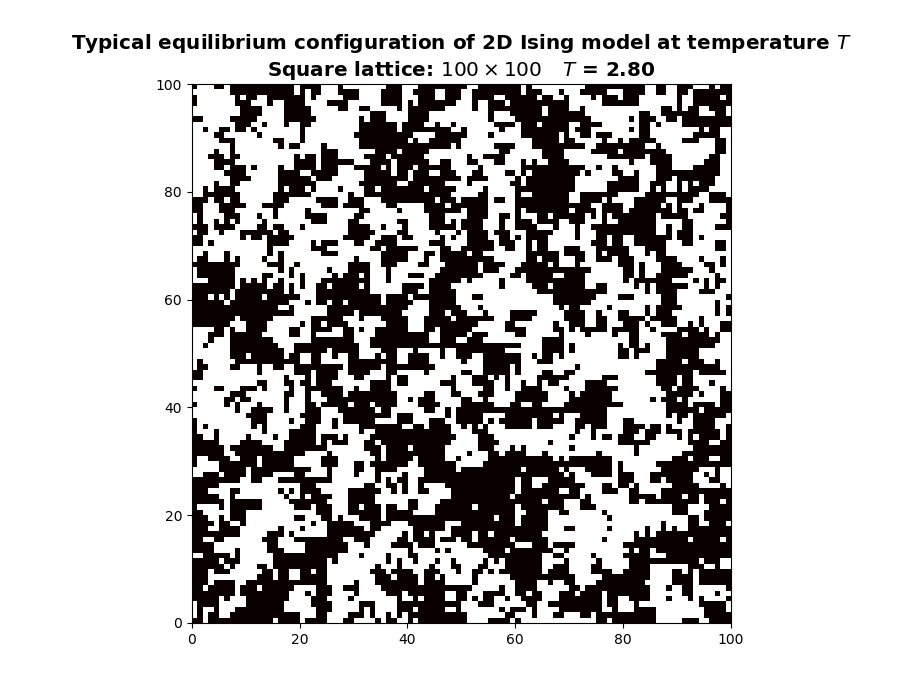 Typical equilibrium configuration of 2D Ising model at temperature T
Square lattice: 100 × 100 T = 2.80
100
80
60
40
20
0
0 20 40 60 80 100